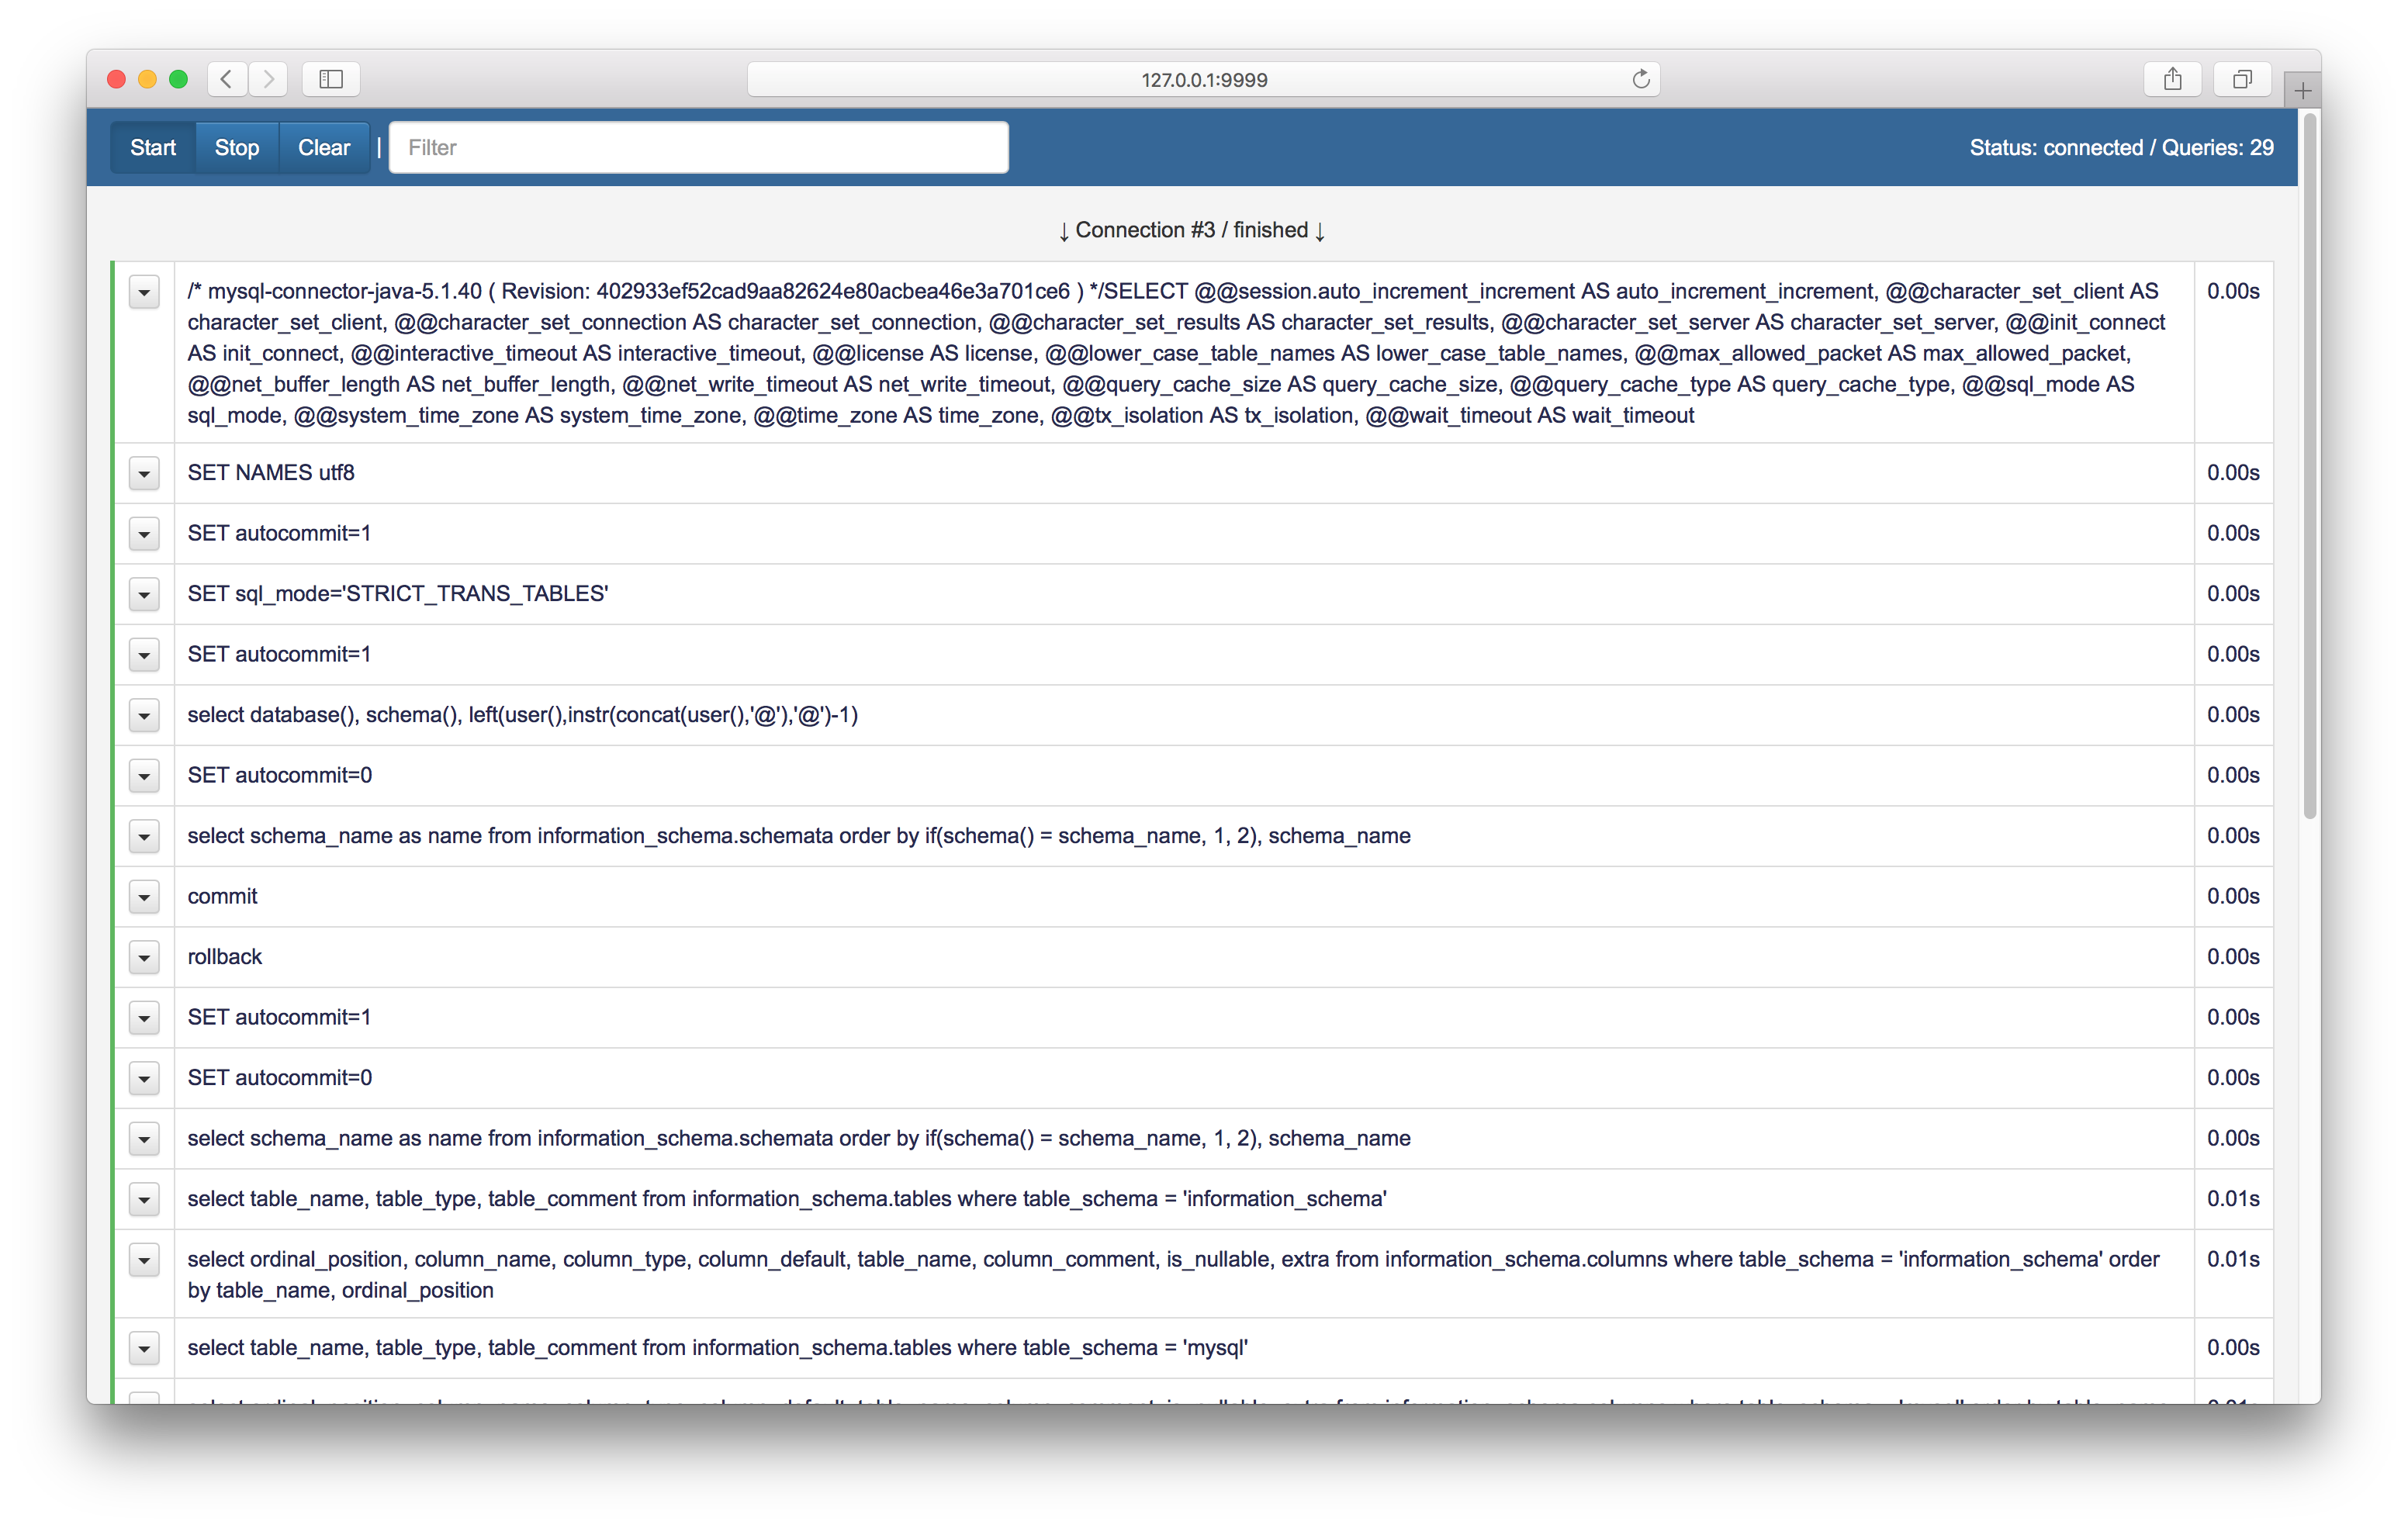 127.0.0.1:9999
Start Stop Clear | Filter Status: connected / Queries: 29
↓ Connection #3 / finished ↓
/* mysql-connector-java-5.1.40 ( Revision: 402933ef52cad9aa82624e80acbea46e3a701ce6 ) */SELECT @@session.auto_increment_increment AS auto_increment_increment, @@character_set_client AS 0.00s
character_set_client, @@character_set_connection AS character_set_connection, @@character_set_results AS character_set_results, @@character_set_server AS character_set_server, @@init_connect
AS init_connect, @@interactive_timeout AS interactive_timeout, @@license AS license, @@lower_case_table_names AS lower_case_table_names, @@max_allowed_packet AS max_allowed_packet,
@@net_buffer_length AS net_buffer_length, @@net_write_timeout AS net_write_timeout, @@query_cache_size AS query_cache_size, @@query_cache_type AS query_cache_type, @@sql_mode AS
sql_mode, @@system_time_zone AS system_time_zone, @@time_zone AS time_zone, @@tx_isolation AS tx_isolation, @@wait_timeout AS wait_timeout
SET NAMES utf8 0.00s
SET autocommit=1 0.00s
SET sql_mode='STRICT_TRANS_TABLES' 0.00s
SET autocommit=1 0.00s
select database(), schema(), left(user(),instr(concat(user(),'@'),'@')-1) 0.00s
SET autocommit=0 0.00s
select schema_name as name from information_schema.schemata order by if(schema() = schema_name, 1, 2), schema_name 0.00s
commit 0.00s
rollback 0.00s
SET autocommit=1 0.00s
SET autocommit=0 0.00s
select schema_name as name from information_schema.schemata order by if(schema() = schema_name, 1, 2), schema_name 0.00s
select table_name, table_type, table_comment from information_schema.tables where table_schema = 'information_schema' 0.01s
select ordinal_position, column_name, column_type, column_default, table_name, column_comment, is_nullable, extra from information_schema.columns where table_schema = 'information_schema' order 0.01s
by table_name, ordinal_position
select table_name, table_type, table_comment from information_schema.tables where table_schema = 'mysql' 0.00s